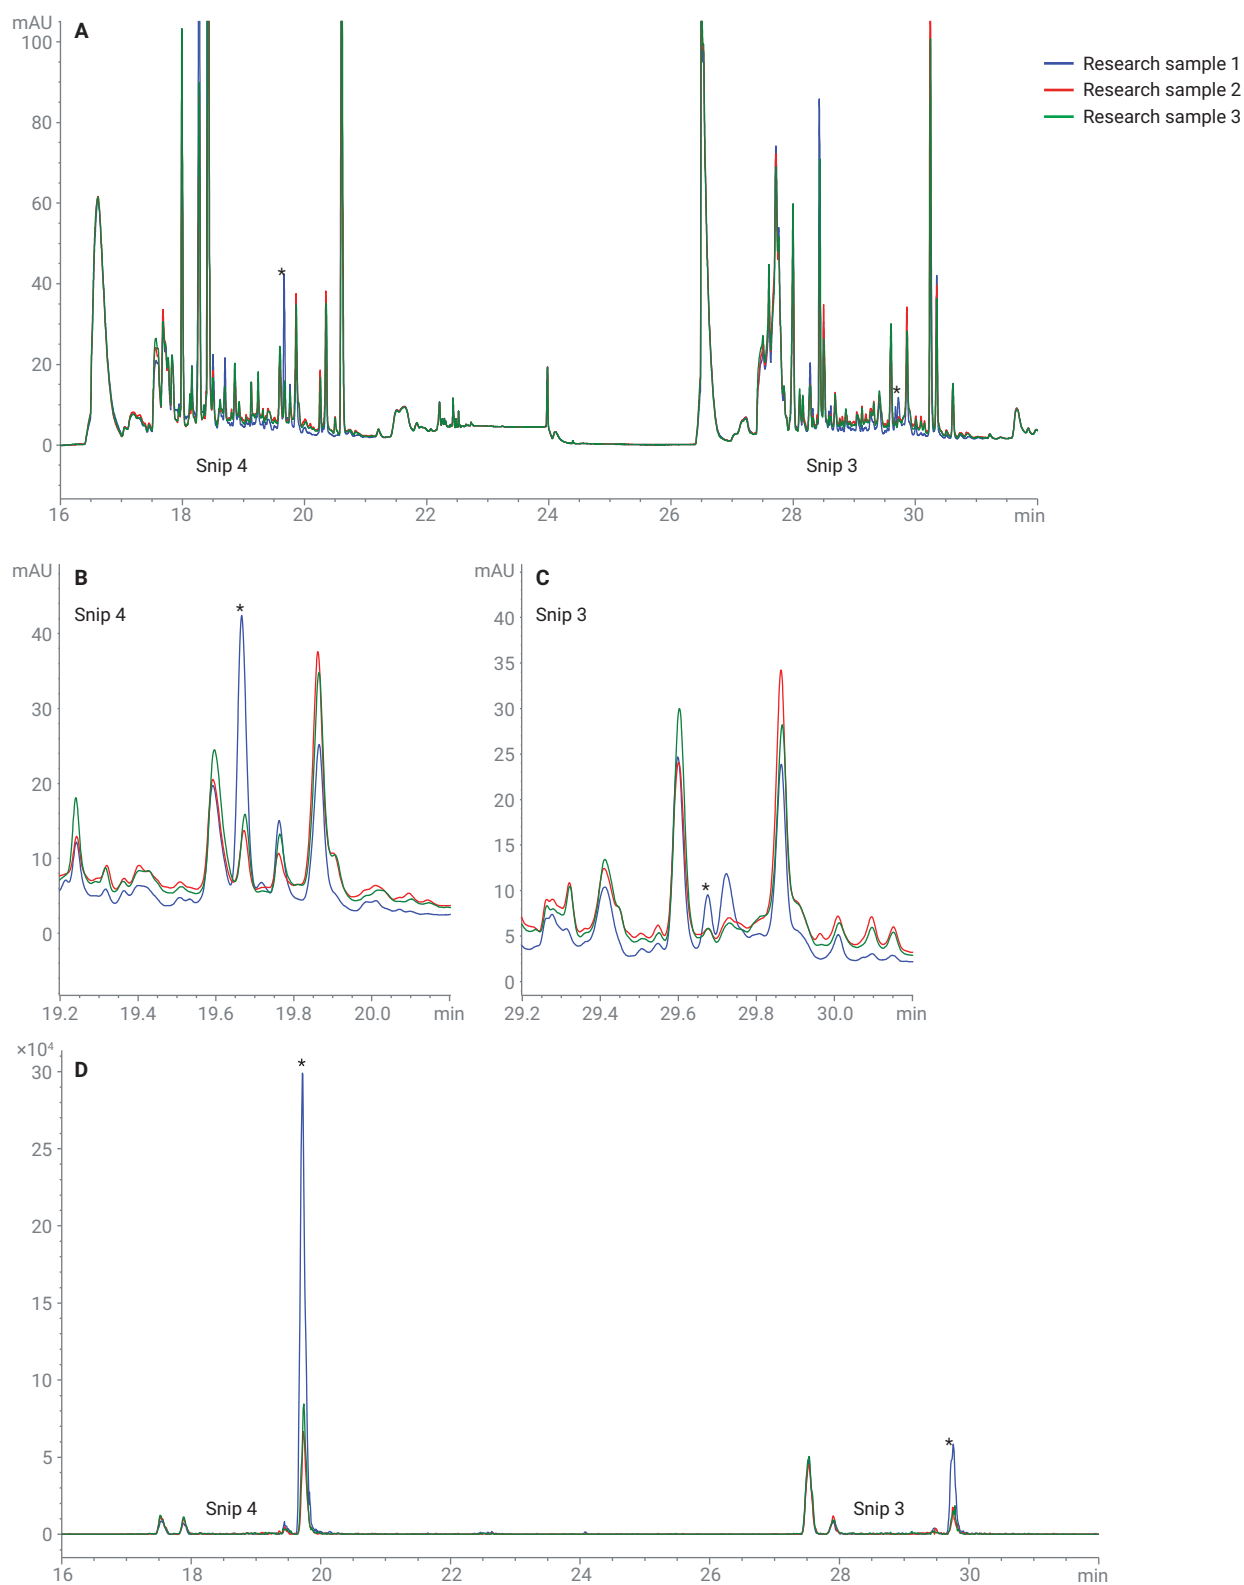 mAU
A
100
80
60
40
20
0
*
*
Snip 4
Snip 3
16 18 20 22 24 26 28 30 min
Research sample 1
Research sample 2
Research sample 3
mAU
B
Snip 4
*
40
30
20
10
0
19.2 19.4 19.6 19.8 20.0 min
mAU
C
Snip 3
*
40
35
30
25
20
15
10
5
0
29.2 29.4 29.6 29.8 30.0 min
×10⁴
D
30
25
20
15
10
5
0
*
*
Snip 4
Snip 3
16 18 20 22 24 26 28 30 min